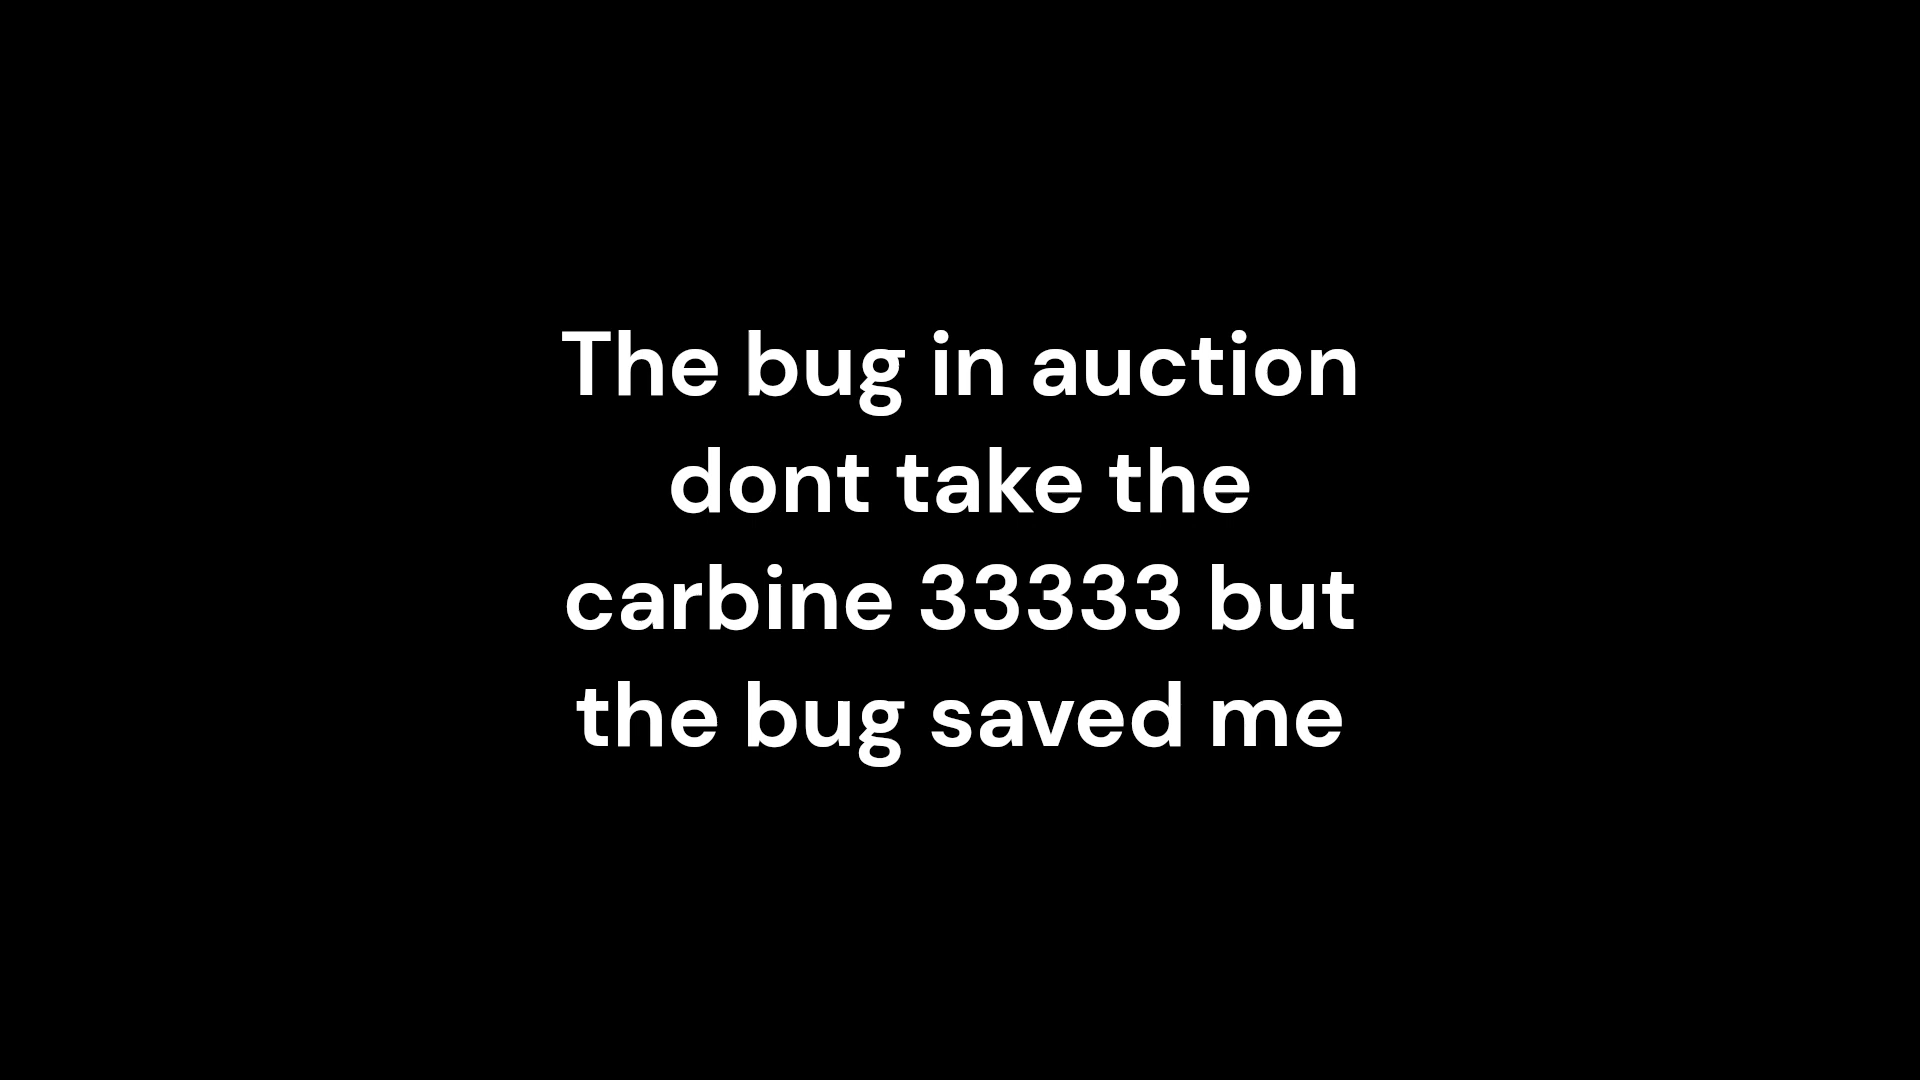 The bug in auction
dont take the
carbine 33333 but
the bug saved me